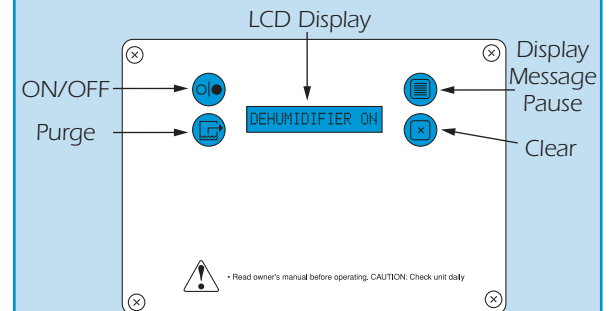 LCD Display
ON/OFF
Purge
DEHUMIDIFIER ON
Display
Message
Pause
Clear
• Read owner's manual before operating. CAUTION: Check unit daily